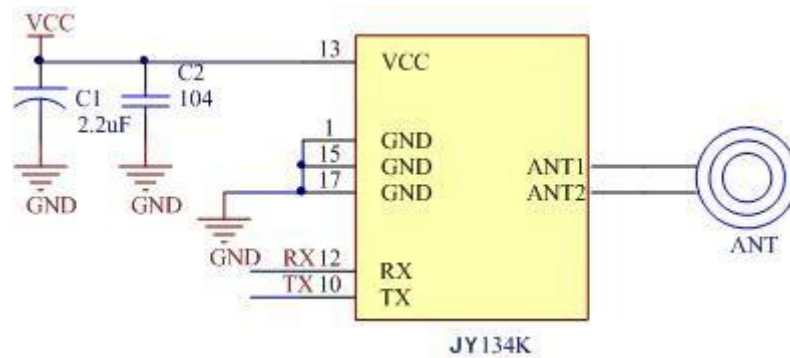 VCC
13
VCC
C1
2.2uF
C2
104
GND
GND
1
GND
15
GND
17
GND
GND
ANT1
ANT2
ANT
RX 12
RX
TX 10
TX
JY134K